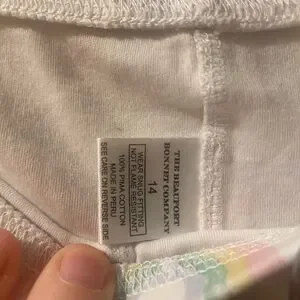 THE BEAUFORT
BONNET COMPANY
14
WEAR SNUG FITTING
NOT FLAME RESISTANT
100% PIMA COTTON
MADE IN PERU
SEE CARE ON REVERSE SIDE